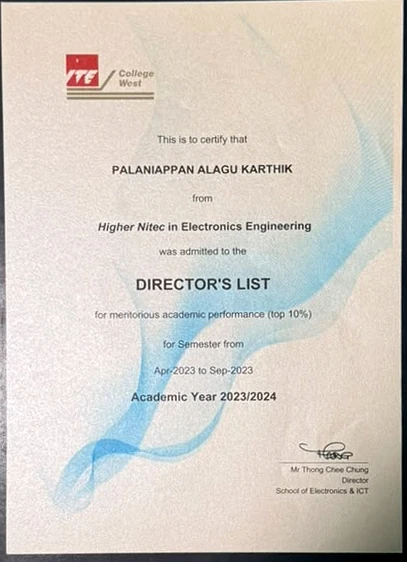 ITE College
West
This is to certify that
PALANIAPPAN ALAGU KARTHIK
from
Higher Nitec in Electronics Engineering
was admitted to the
DIRECTOR'S LIST
for meritorious academic performance (top 10%)
for Semester from
Apr-2023 to Sep-2023
Academic Year 2023/2024
Mr Thong Chee Chung
Director
School of Electronics & ICT